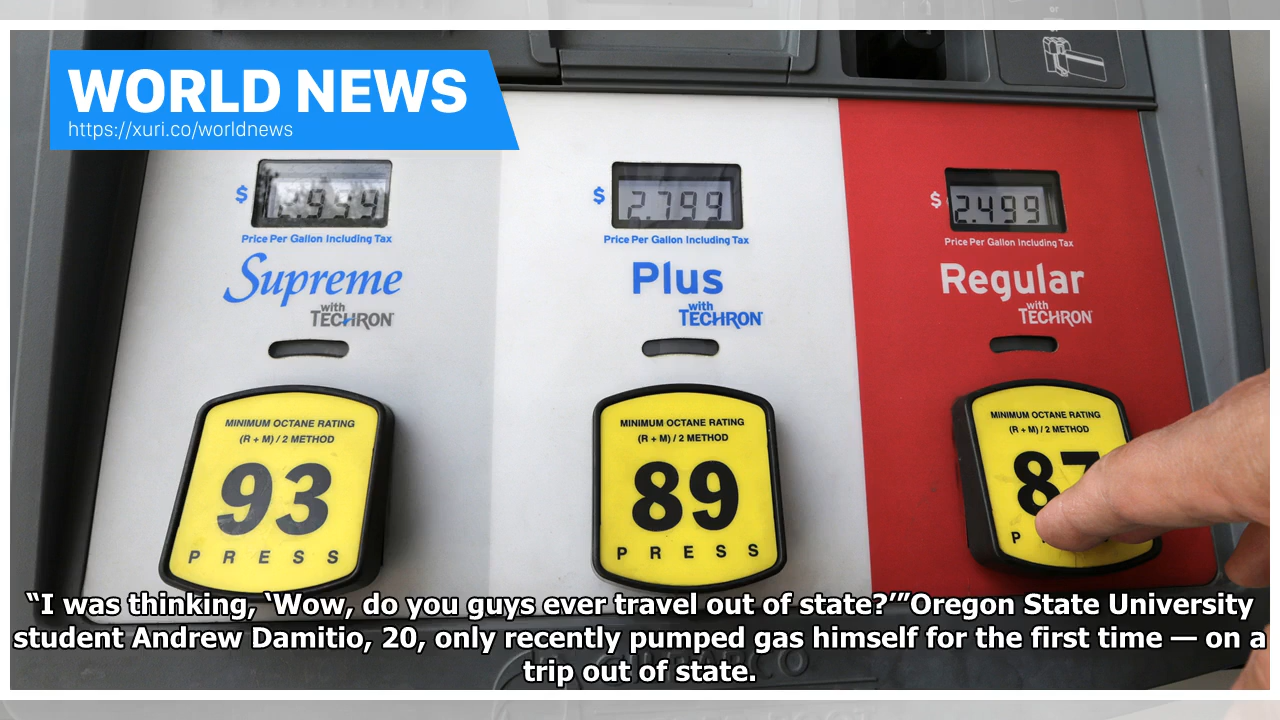 WORLD NEWS
https://xuri.co/worldnews
$ 2.999
Price Per Gallon Including Tax
Supreme
with
TECHRON
MINIMUM OCTANE RATING
(R + M) / 2 METHOD
93
PRESS
$ 2.799
Price Per Gallon Including Tax
Plus
with
TECHRON
MINIMUM OCTANE RATING
(R + M) / 2 METHOD
89
PRESS
$ 2.499
Price Per Gallon Including Tax
Regular
with
TECHRON
MINIMUM OCTANE RATING
(R + M) / 2 METHOD
87
P
“I was thinking, ‘Wow, do you guys ever travel out of state?’”Oregon State University
student Andrew Damitio, 20, only recently pumped gas himself for the first time — on a
trip out of state.